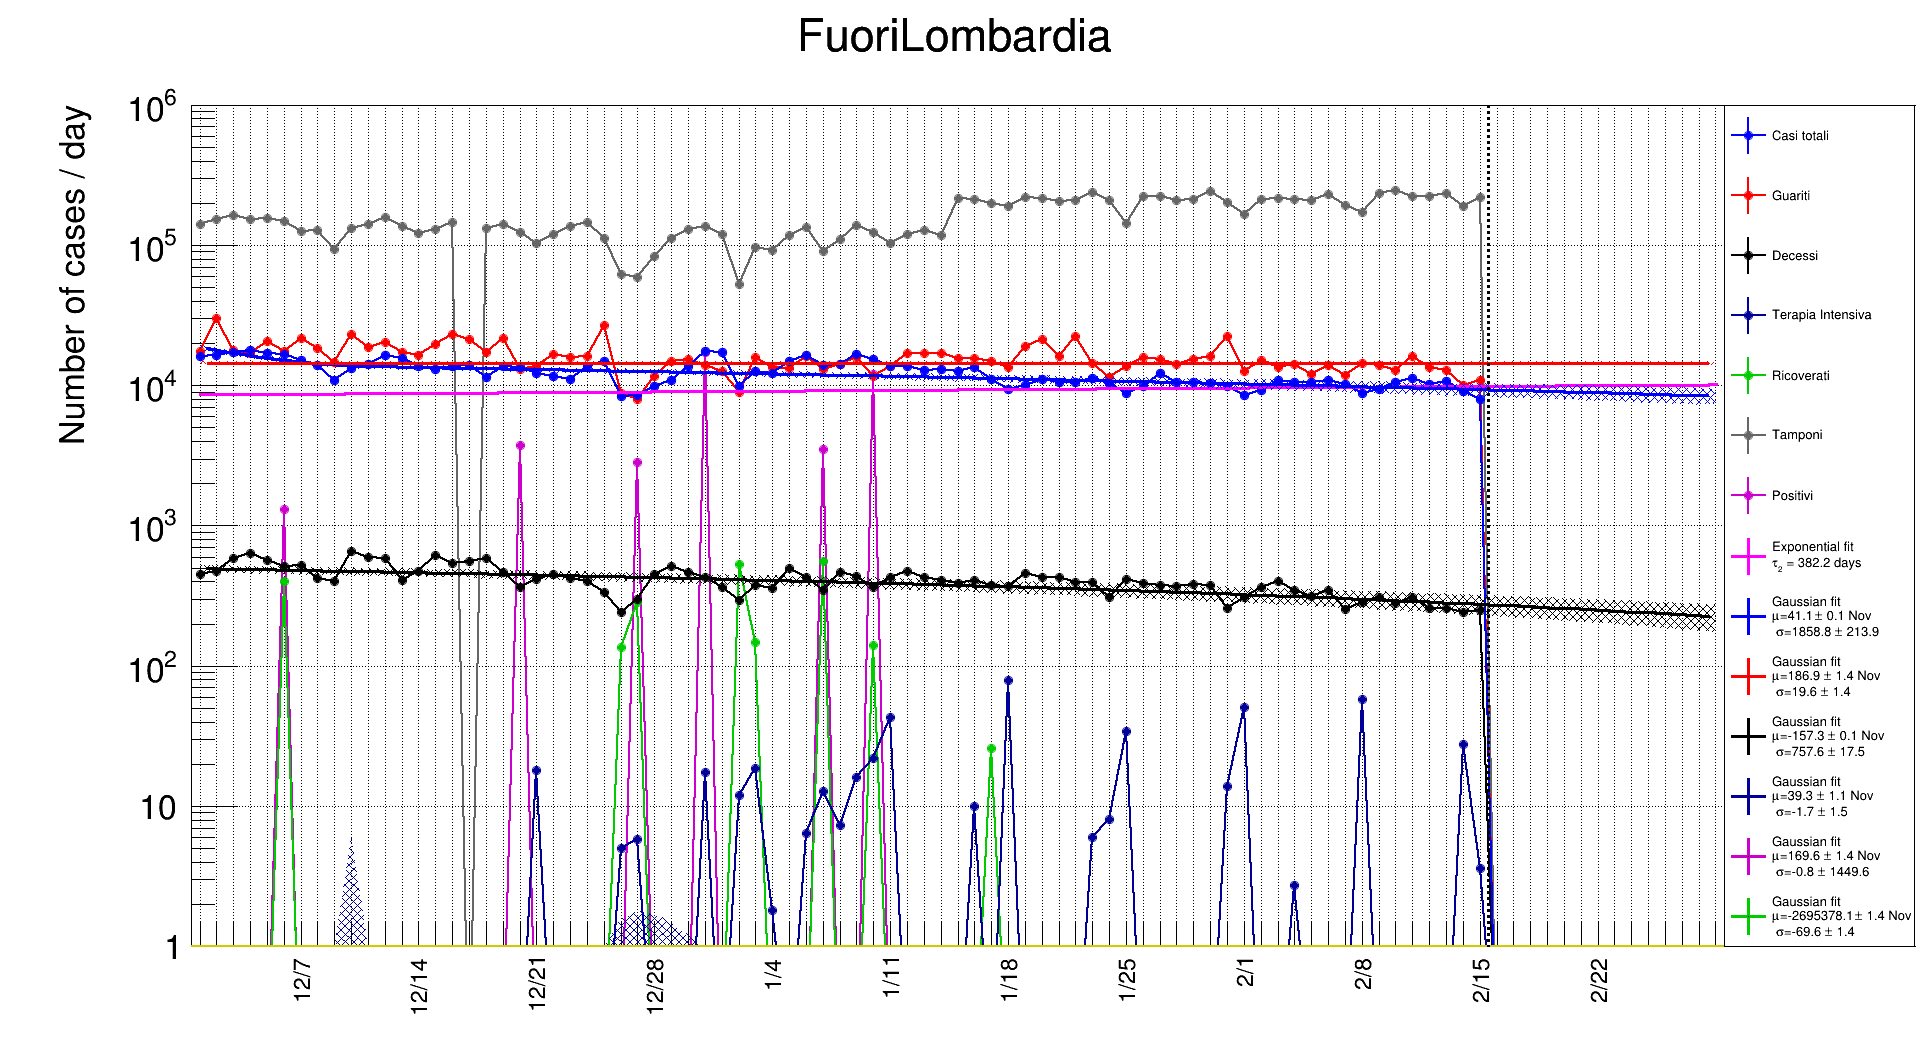 FuoriLombardia
Number of cases / day
10^6
10^5
10^4
10^3
10^2
10
1
12/7
12/14
12/21
12/28
1/4
1/11
1/18
1/25
2/1
2/8
2/15
2/22
Casi totali
Guariti
Decessi
Terapia Intensiva
Ricoverati
Tamponi
Positivi
Exponential fit
τ₂ = 382.2 days
Gaussian fit
μ=41.1± 0.1 Nov
σ=1858.8 ± 213.9
Gaussian fit
μ=186.9 ± 1.4 Nov
σ=19.6 ± 1.4
Gaussian fit
μ=-157.3 ± 0.1 Nov
σ=757.6 ± 17.5
Gaussian fit
μ=39.3 ± 1.1 Nov
σ=-1.7 ± 1.5
Gaussian fit
μ=169.6 ± 1.4 Nov
σ=-0.8 ± 1449.6
Gaussian fit
μ=-2695378.1± 1.4 Nov
σ=-69.6 ± 1.4